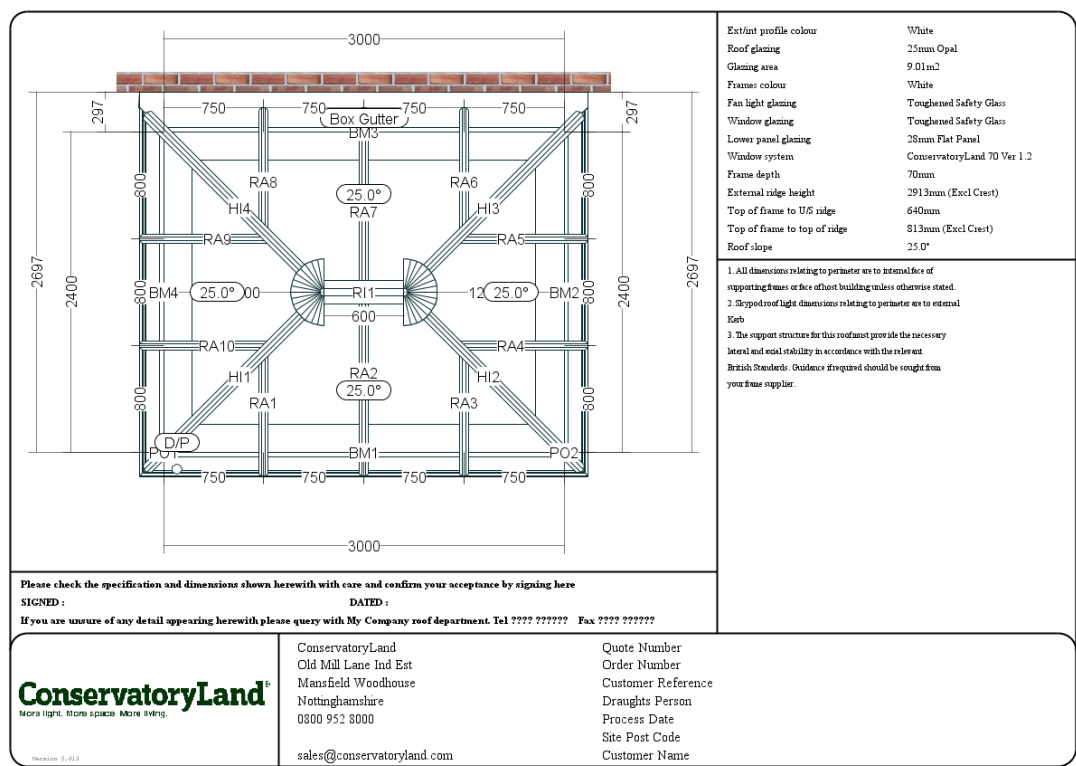 3000
297
750
750
750
750
297
Box Gutter
BM3
800
RA8
25.0°
RA6
800
HI4
RA7
HI3
RA9
RA5
2697
2400
800
BM4
25.0°
00
RI1
12
25.0°
BM2
800
2400
2697
600
RA10
RA4
HI1
RA2
HI2
25.0°
800
RA1
RA3
800
D/P
PO1
BM1
PO2
750
750
750
750
3000
Ext/int profile colour White
Roof glazing 25mm Opal
Glazing area 9.01m2
Frames colour White
Fan light glazing Toughened Safety Glass
Window glazing Toughened Safety Glass
Lower panel glazing 28mm Flat Panel
Window system ConservatoryLand 70 Ver 1.2
Frame depth 70mm
External ridge height 2913mm (Excl Crest)
Top of frame to U/S ridge 640mm
Top of frame to top of ridge 813mm (Excl Crest)
Roof slope 25.0°
1. All dimensions relating to perimeter are to internal face of
supporting frames or face of host building unless otherwise stated.
2. Skypod roof light dimensions relating to perimeter are to external
Kerb
3. The support structure for this roof must provide the necessary
lateral and axial stability in accordance with the relevant
British Standards. Guidance if required should be sought from
your frame supplier.
Please check the specification and dimensions shown herewith with care and confirm your acceptance by signing here
SIGNED : DATED :
If you are unsure of any detail appearing herewith please query with My Company roof department. Tel ???? ?????? Fax ???? ??????
ConservatoryLand
More light. More space. More living.
Version 5.413
ConservatoryLand
Old Mill Lane Ind Est
Mansfield Woodhouse
Nottinghamshire
0800 952 8000
sales@conservatoryland.com
Quote Number
Order Number
Customer Reference
Draughts Person
Process Date
Site Post Code
Customer Name